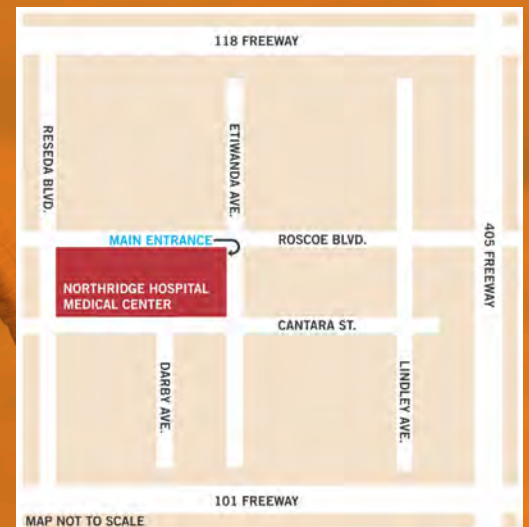 118 FREEWAY
RESEDA BLVD.
ETIWANDA AVE.
MAIN ENTRANCE
ROSCOE BLVD.
405 FREEWAY
NORTHRIDGE HOSPITAL
MEDICAL CENTER
CANTARA ST.
DARBY AVE.
LINDLEY AVE.
101 FREEWAY
MAP NOT TO SCALE